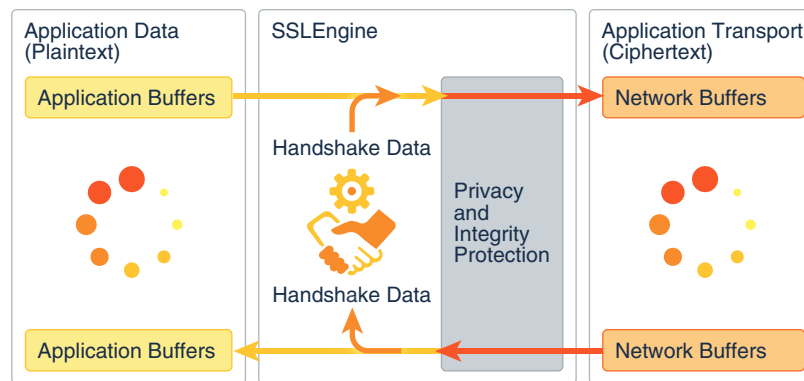 Application Data
(Plaintext)
SSLEngine
Application Transport
(Ciphertext)
Application Buffers
Network Buffers
Handshake Data
Privacy
and
Integrity
Protection
Handshake Data
Application Buffers
Network Buffers